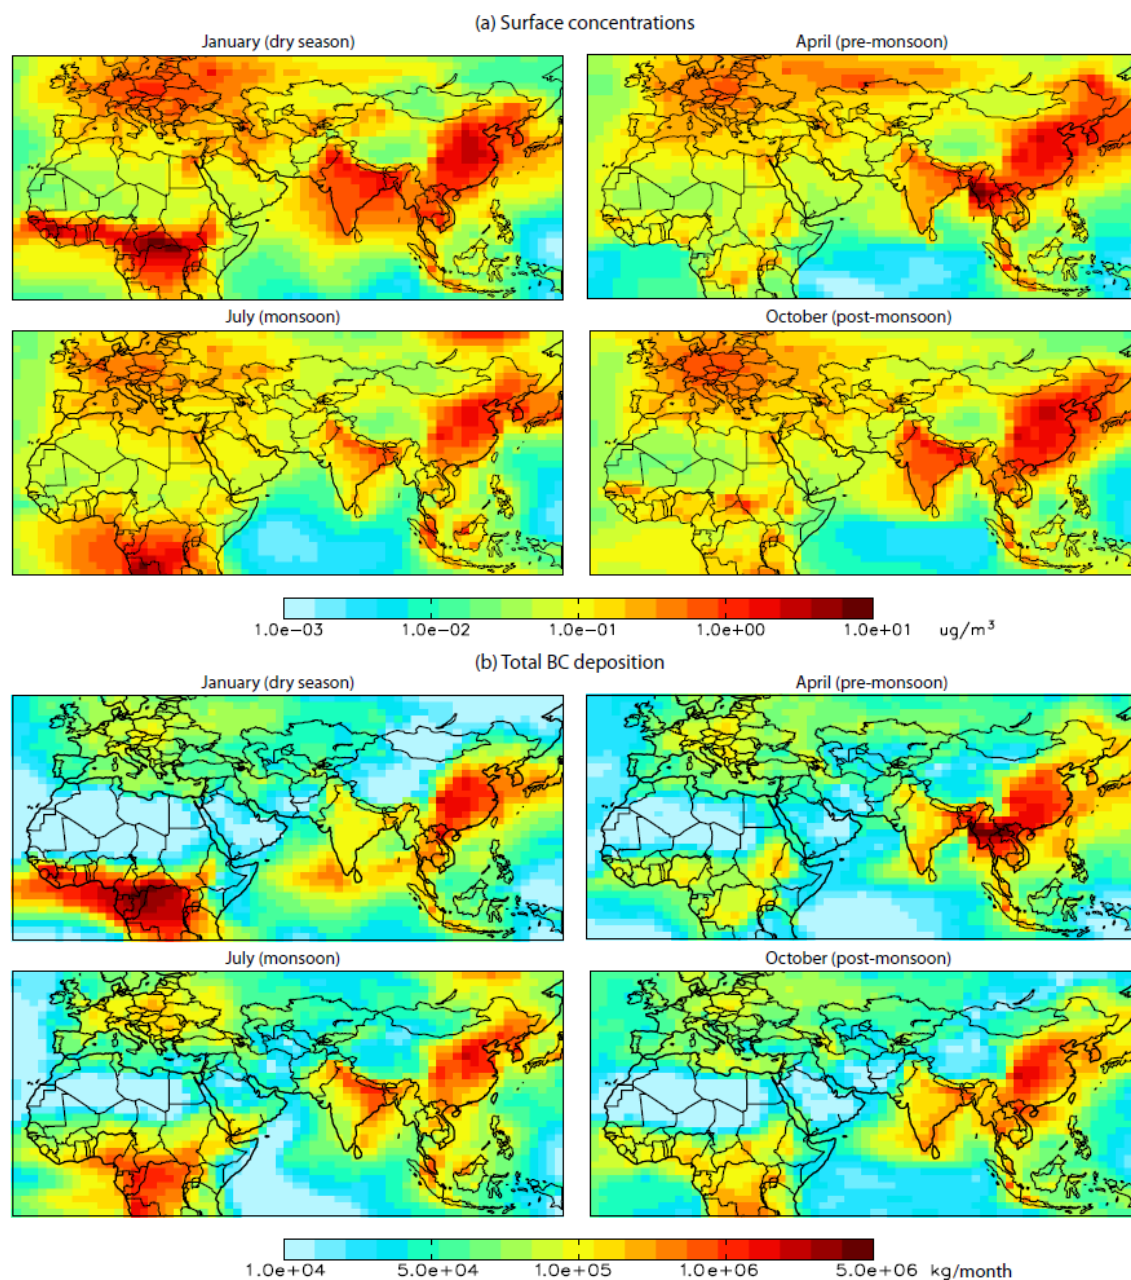 (a) Surface concentrations
January (dry season)
April (pre-monsoon)
July (monsoon)
October (post-monsoon)
1.0e-03 1.0e-02 1.0e-01 1.0e+00 1.0e+01 ug/m³
(b) Total BC deposition
January (dry season)
April (pre-monsoon)
July (monsoon)
October (post-monsoon)
1.0e+04 5.0e+04 1.0e+05 1.0e+06 5.0e+06 kg/month